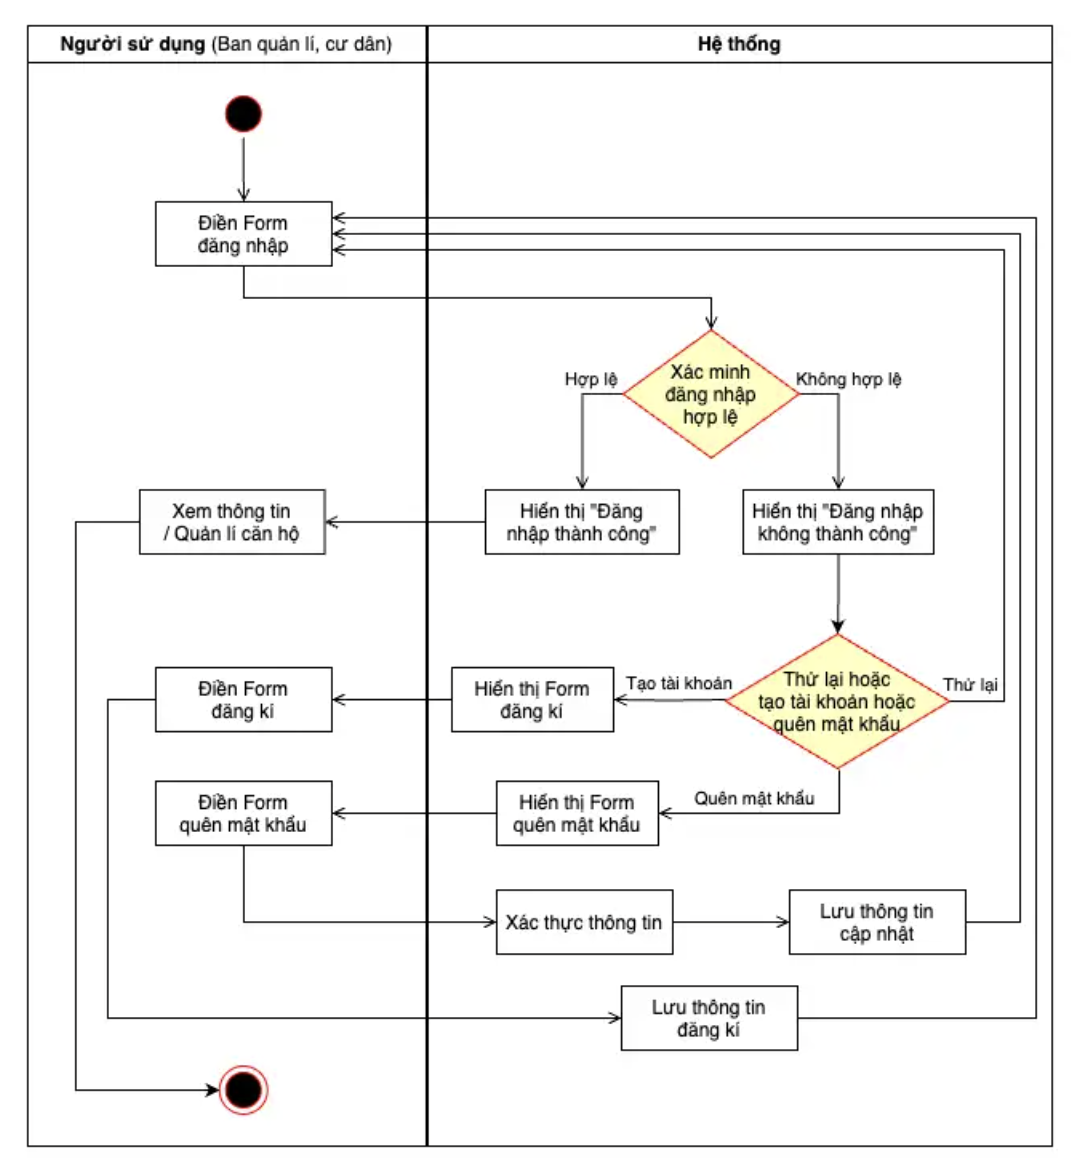 Người sử dụng (Ban quản lí, cư dân)
Hệ thống
Điền Form
đăng nhập
Xác minh
đăng nhập
hợp lệ
Hợp lệ
Không hợp lệ
Xem thông tin
/ Quản lí căn hộ
Hiển thị "Đăng
nhập thành công"
Hiển thị "Đăng nhập
không thành công"
Điền Form
đăng kí
Hiển thị Form
đăng kí
Tạo tài khoản
Thử lại hoặc
tạo tài khoản hoặc
quên mật khẩu
Thử lại
Điền Form
quên mật khẩu
Hiển thị Form
quên mật khẩu
Quên mật khẩu
Xác thực thông tin
Lưu thông tin
cập nhật
Lưu thông tin
đăng kí